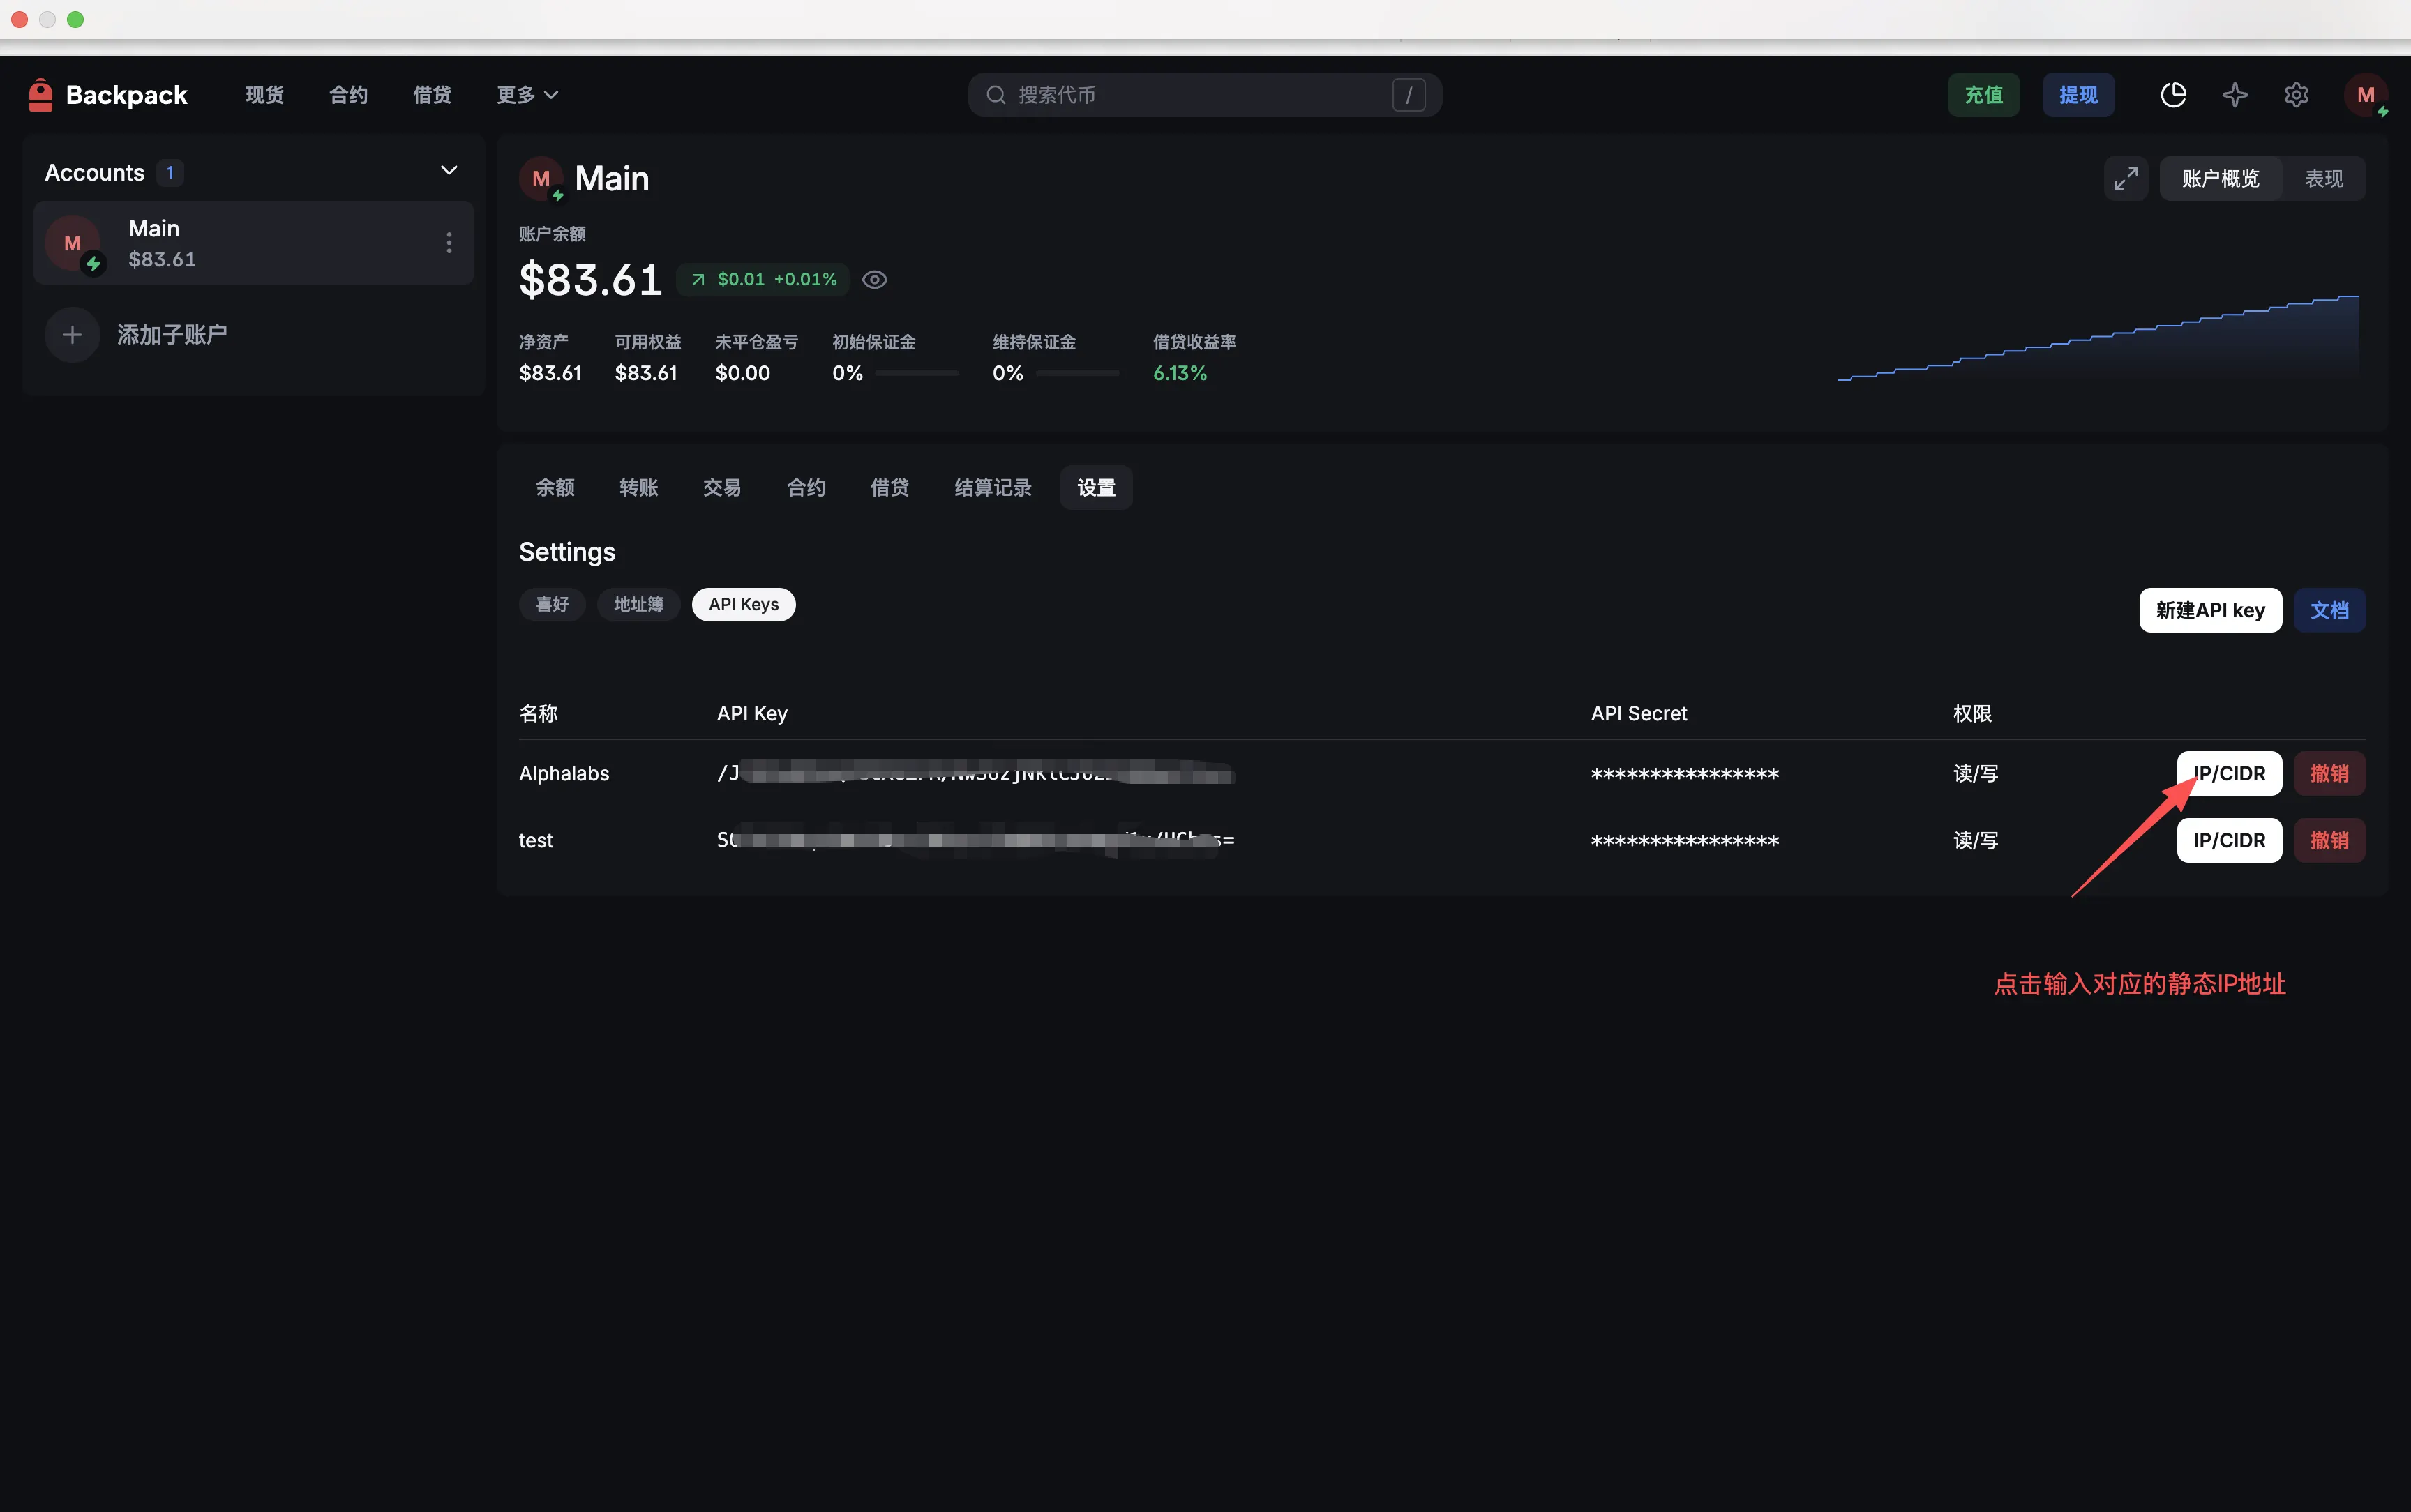 Backpack 现货 合约 借贷 更多 搜索代币 / 充值 提现 M
Accounts 1
M Main
$83.61
添加子账户
M Main 账户概览 表现
账户余额
$83.61 $0.01 +0.01%
净资产 可用权益 未平仓盈亏 初始保证金 维持保证金 借贷收益率
$83.61 $83.61 $0.00 0% 0% 6.13%
余额 转账 交易 合约 借贷 结算记录 设置
Settings
喜好 地址簿 API Keys 新建API key 文档
名称 API Key API Secret 权限
Alphalabs **************** 读/写 IP/CIDR 撤销
test **************** 读/写 IP/CIDR 撤销
点击输入对应的静态IP地址